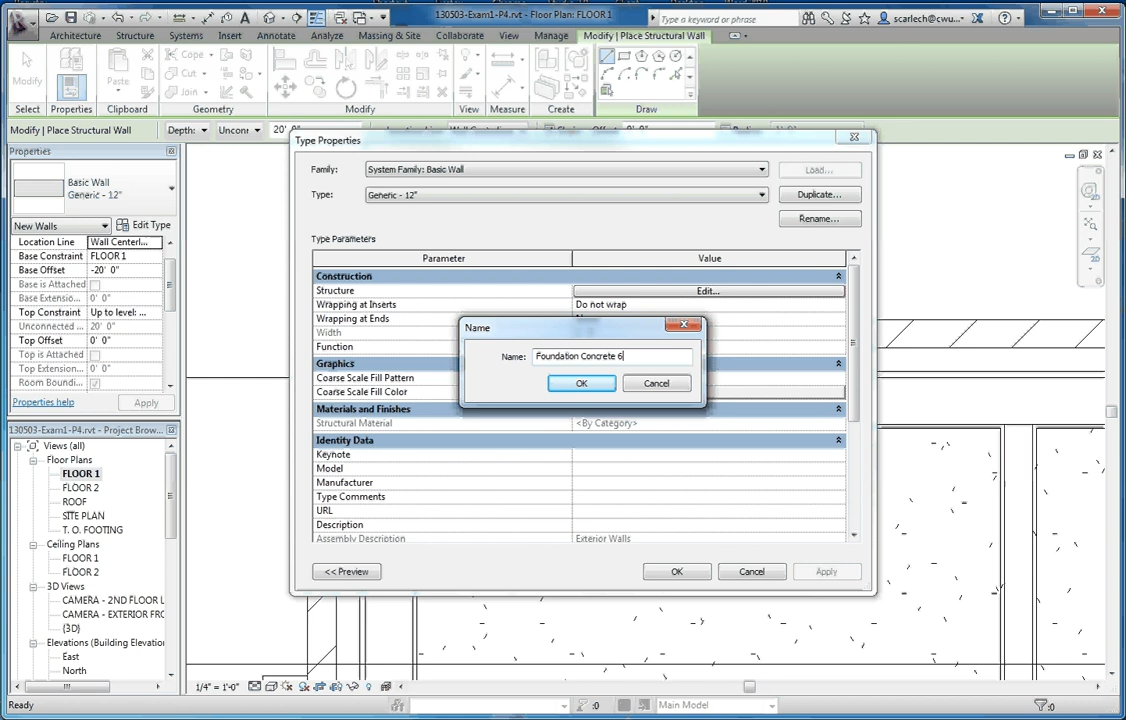 130503-Exam1-P4.rvt - Floor Plan: FLOOR 1
Type a keyword or phrase
scarlech@cwu...
Architecture Structure Systems Insert Annotate Analyze Massing & Site Collaborate View Manage Modify | Place Structural Wall
Modify
Paste
Cope
Cut
Join
Select Properties Clipboard Geometry Modify View Measure Create Draw
Modify | Place Structural Wall
Depth: Unconr 20' 0"
Properties
Basic Wall
Generic - 12"
New Walls Edit Type
Location Line Wall Centerl...
Base Constraint FLOOR 1
Base Offset -20' 0"
Base is Attached
Base Extensio... 0' 0"
Top Constraint Up to level: ...
Unconnected ... 20' 0"
Top Offset 0' 0"
Top is Attached
Top Extension... 0' 0"
Room Boundi...
Properties help Apply
130503-Exam1-P4.rvt - Project Brow...
Views (all)
Floor Plans
FLOOR 1
FLOOR 2
ROOF
SITE PLAN
T. O. FOOTING
Ceiling Plans
FLOOR 1
FLOOR 2
3D Views
CAMERA - 2ND FLOOR L
CAMERA - EXTERIOR FRO
{3D}
Elevations (Building Elevation
East
North
Type Properties
Family: System Family: Basic Wall Load...
Type: Generic - 12" Duplicate...
Rename...
Type Parameters
Parameter Value
Construction
Structure Edit...
Wrapping at Inserts Do not wrap
Wrapping at Ends
Width
Function
Graphics
Coarse Scale Fill Pattern
Coarse Scale Fill Color
Materials and Finishes
Structural Material <By Category>
Identity Data
Keynote
Model
Manufacturer
Type Comments
URL
Description
Assembly Description Exterior Walls
<< Preview OK Cancel Apply
Name
Name: Foundation Concrete 6
OK Cancel
1/4" = 1'-0"
Ready
:0
Main Model
:0